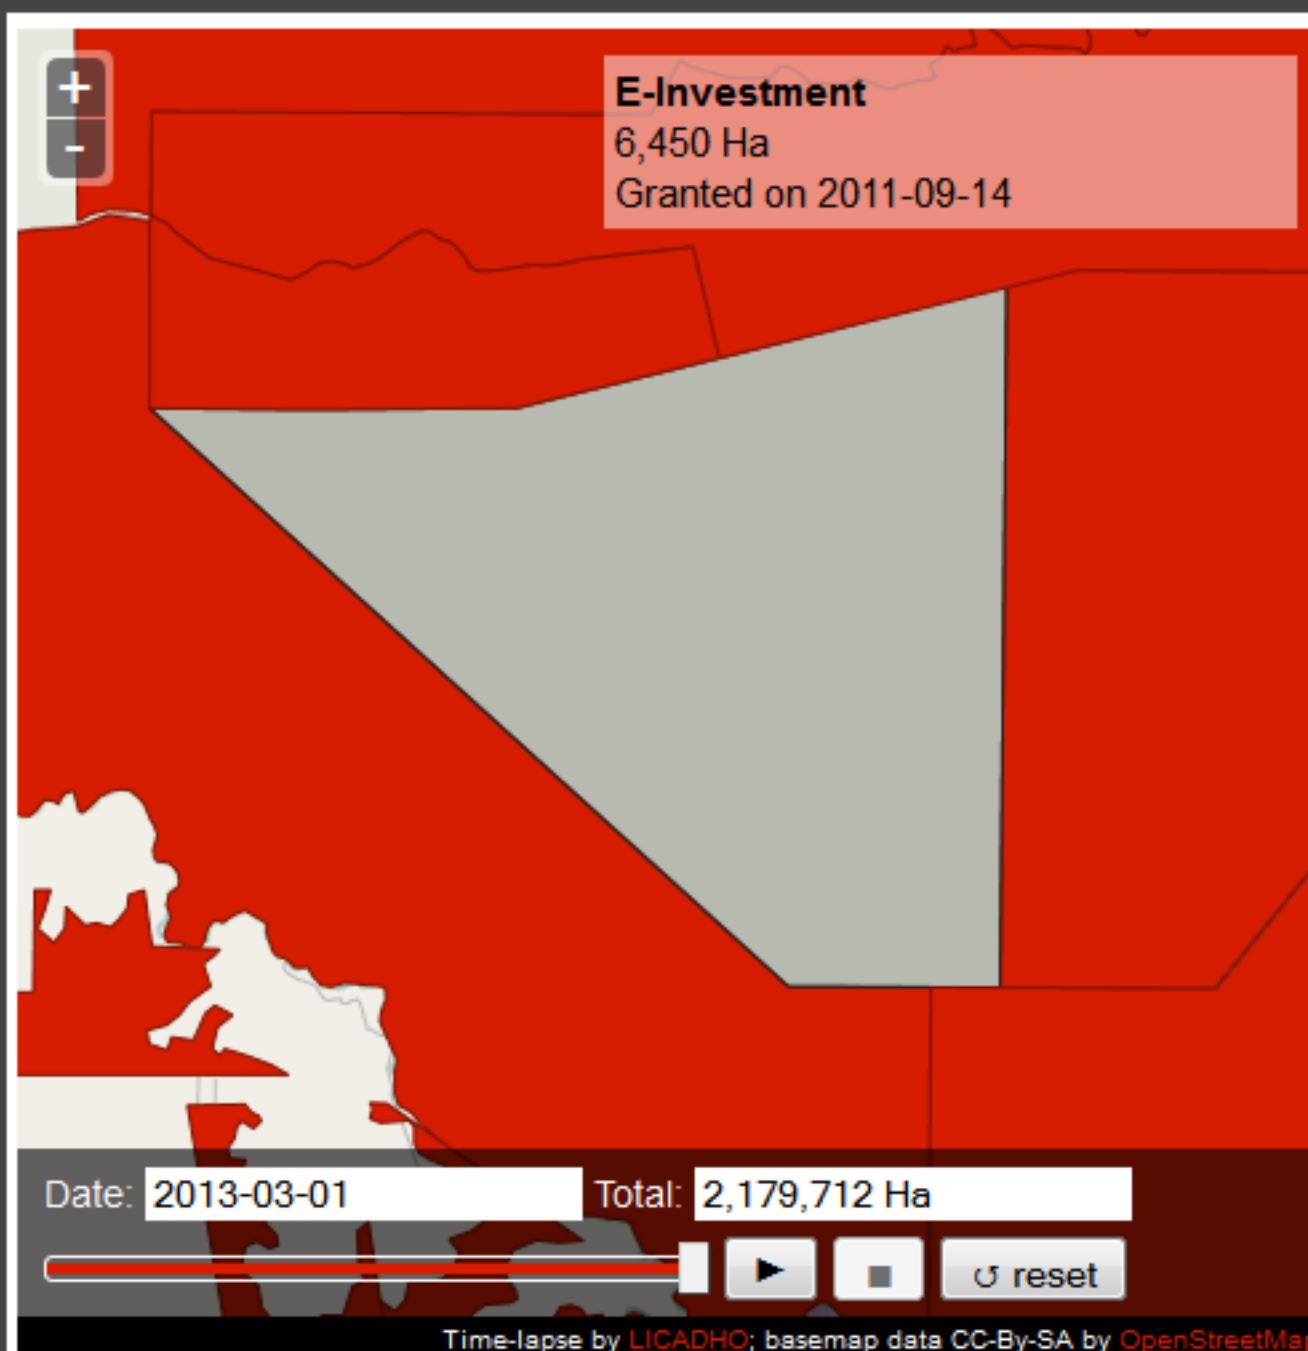 +
-
E-Investment
6,450 Ha
Granted on 2011-09-14
Date: 2013-03-01 Total: 2,179,712 Ha
↺ reset
Time-lapse by LICADHO; basemap data CC-By-SA by OpenStreetMa